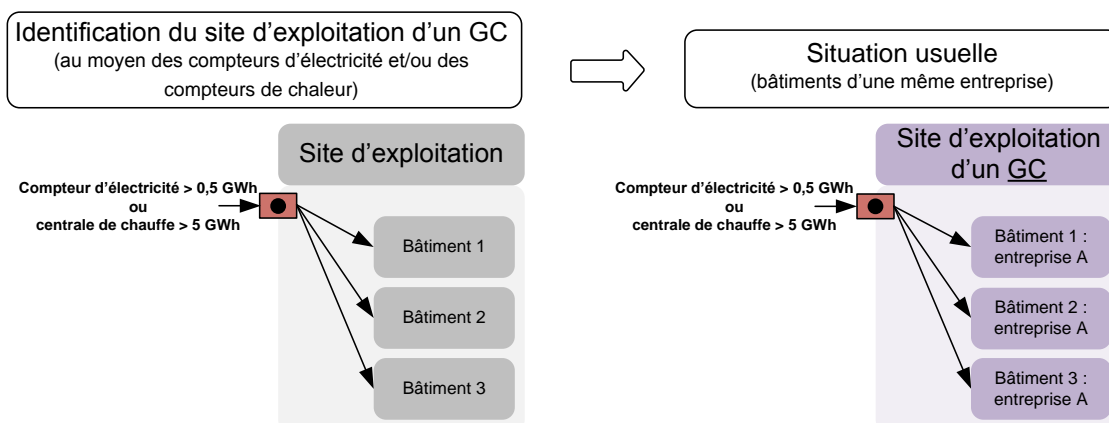 Identification du site d'exploitation d'un GC
(au moyen des compteurs d'électricité et/ou des
compteurs de chaleur)
Site d'exploitation
Compteur d'électricité > 0,5 GWh
ou
centrale de chauffe > 5 GWh
Bâtiment 1
Bâtiment 2
Bâtiment 3
Situation usuelle
(bâtiments d'une même entreprise)
Site d'exploitation
d'un GC
Compteur d'électricité > 0,5 GWh
ou
centrale de chauffe > 5 GWh
Bâtiment 1 :
entreprise A
Bâtiment 2 :
entreprise A
Bâtiment 3 :
entreprise A